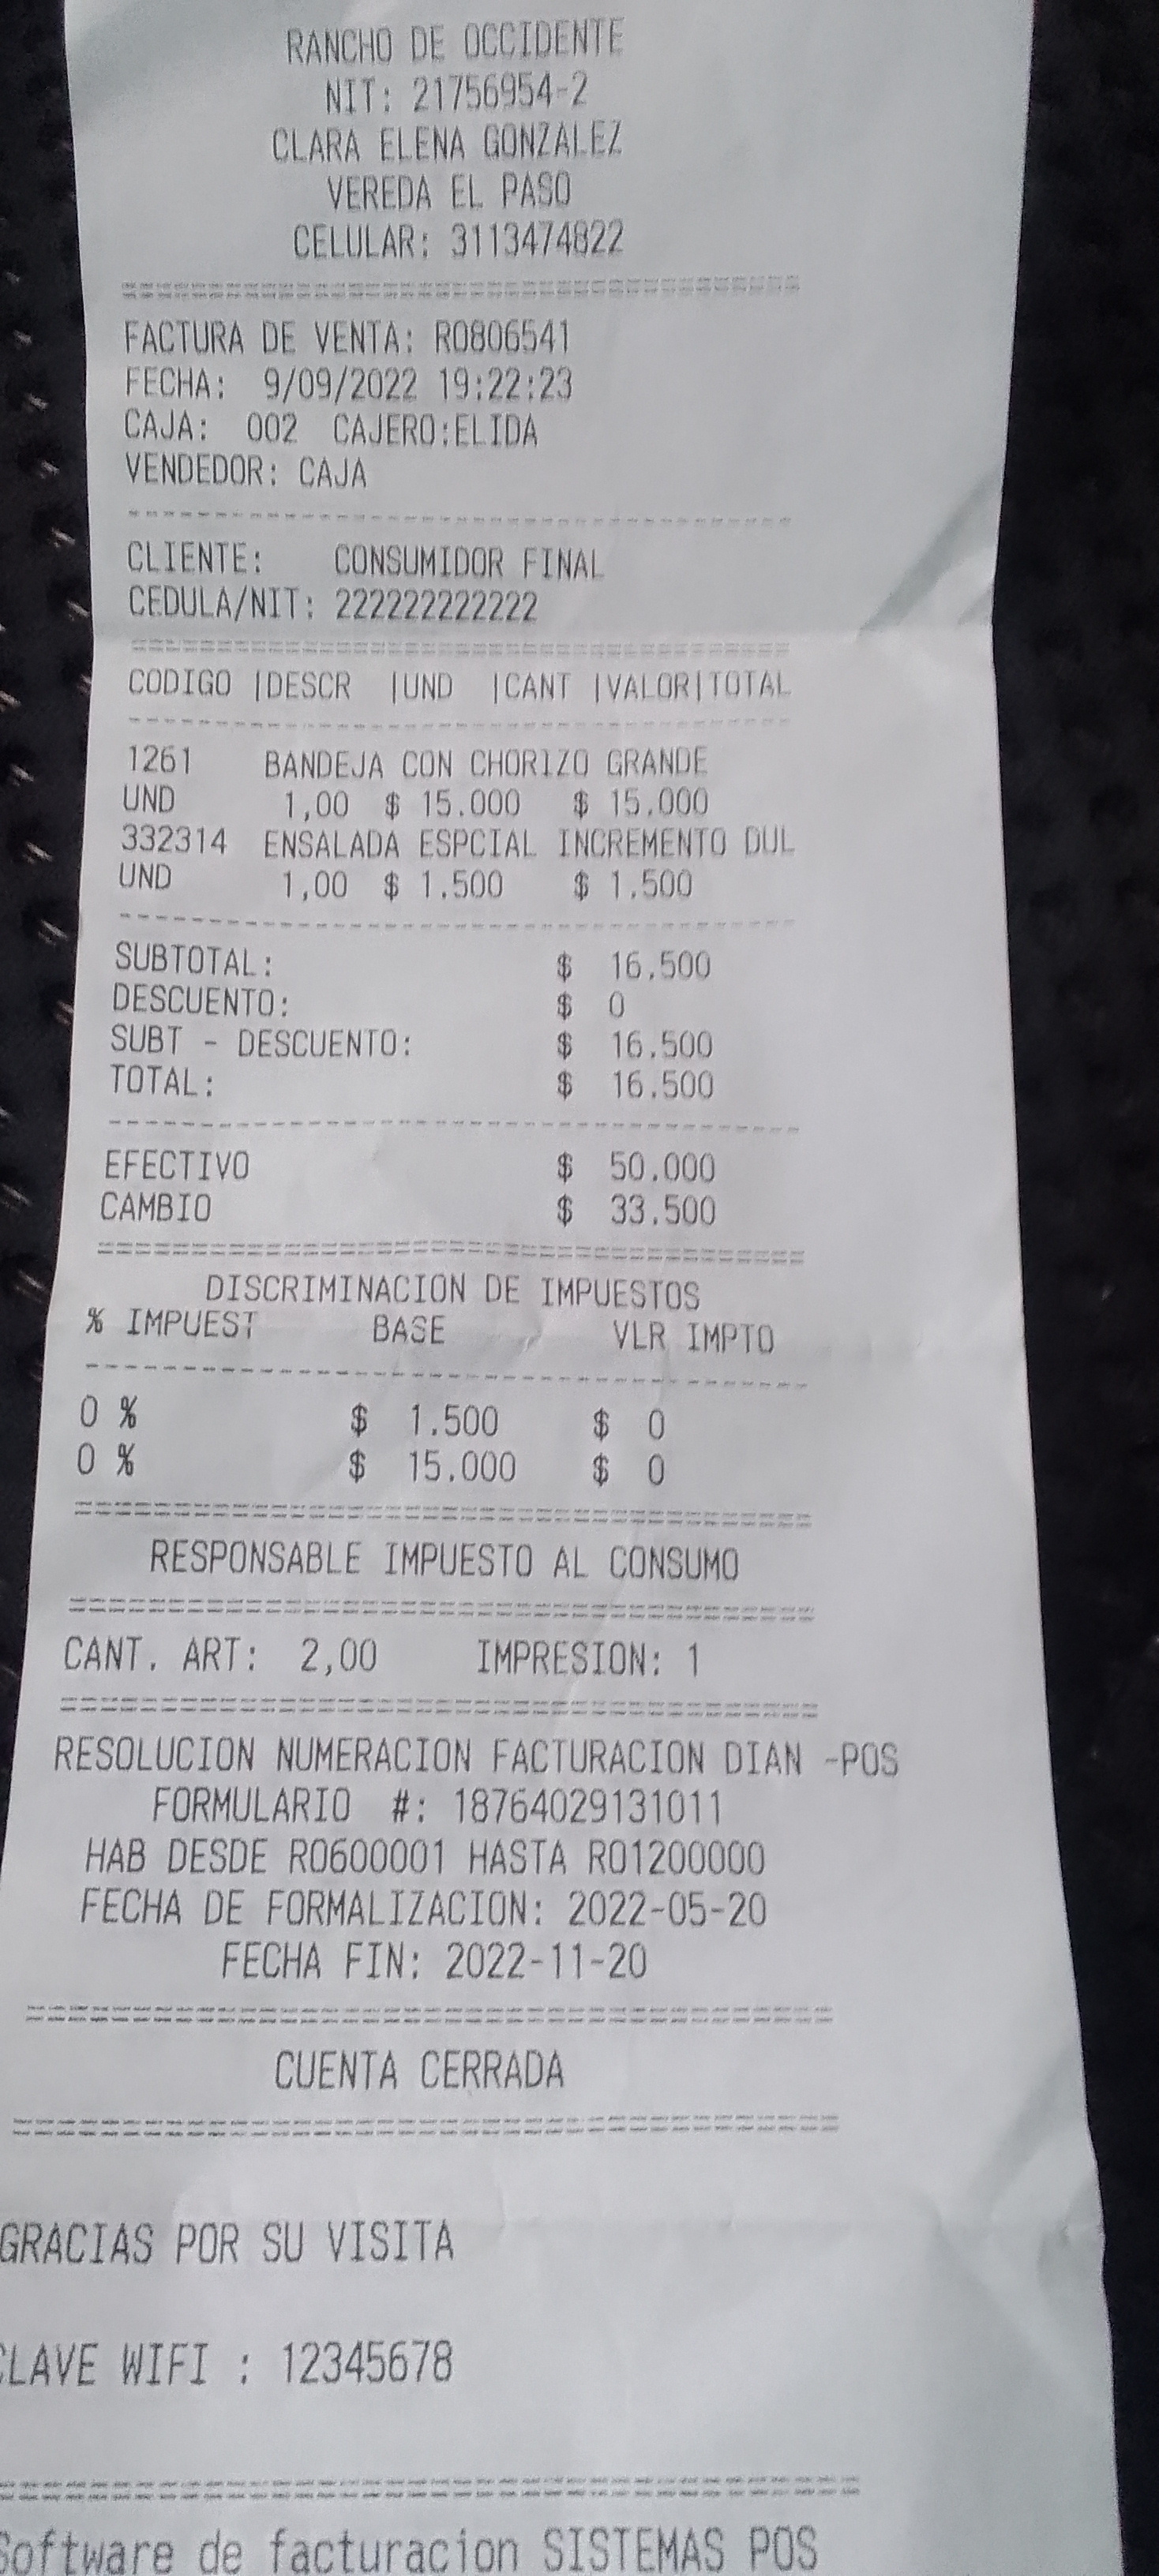 RANCHO DE OCCIDENTE
NIT: 21756954-2
CLARA ELENA GONZALEZ
VEREDA EL PASO
CELULAR: 3113474822
FACTURA DE VENTA: RO806541
FECHA: 9/09/2022 19:22:23
CAJA: 002 CAJERO:ELIDA
VENDEDOR: CAJA
CLIENTE: CONSUMIDOR FINAL
CEDULA/NIT: 222222222222
CODIGO |DESCR |UND |CANT |VALOR|TOTAL
1261 BANDEJA CON CHORIZO GRANDE
UND 1,00 $ 15.000 $ 15.000
332314 ENSALADA ESPCIAL INCREMENTO DUL
UND 1,00 $ 1.500 $ 1.500
SUBTOTAL: $ 16.500
DESCUENTO: $ 0
SUBT - DESCUENTO: $ 16.500
TOTAL: $ 16.500
EFECTIVO $ 50.000
CAMBIO $ 33.500
DISCRIMINACION DE IMPUESTOS
% IMPUEST BASE VLR IMPTO
0 % $ 1.500 $ 0
0 % $ 15.000 $ 0
RESPONSABLE IMPUESTO AL CONSUMO
CANT. ART: 2,00 IMPRESION: 1
RESOLUCION NUMERACION FACTURACION DIAN -POS
FORMULARIO #: 18764029131011
HAB DESDE RO600001 HASTA RO1200000
FECHA DE FORMALIZACION: 2022-05-20
FECHA FIN: 2022-11-20
CUENTA CERRADA
GRACIAS POR SU VISITA
CLAVE WIFI : 12345678
Software de facturacion SISTEMAS POS